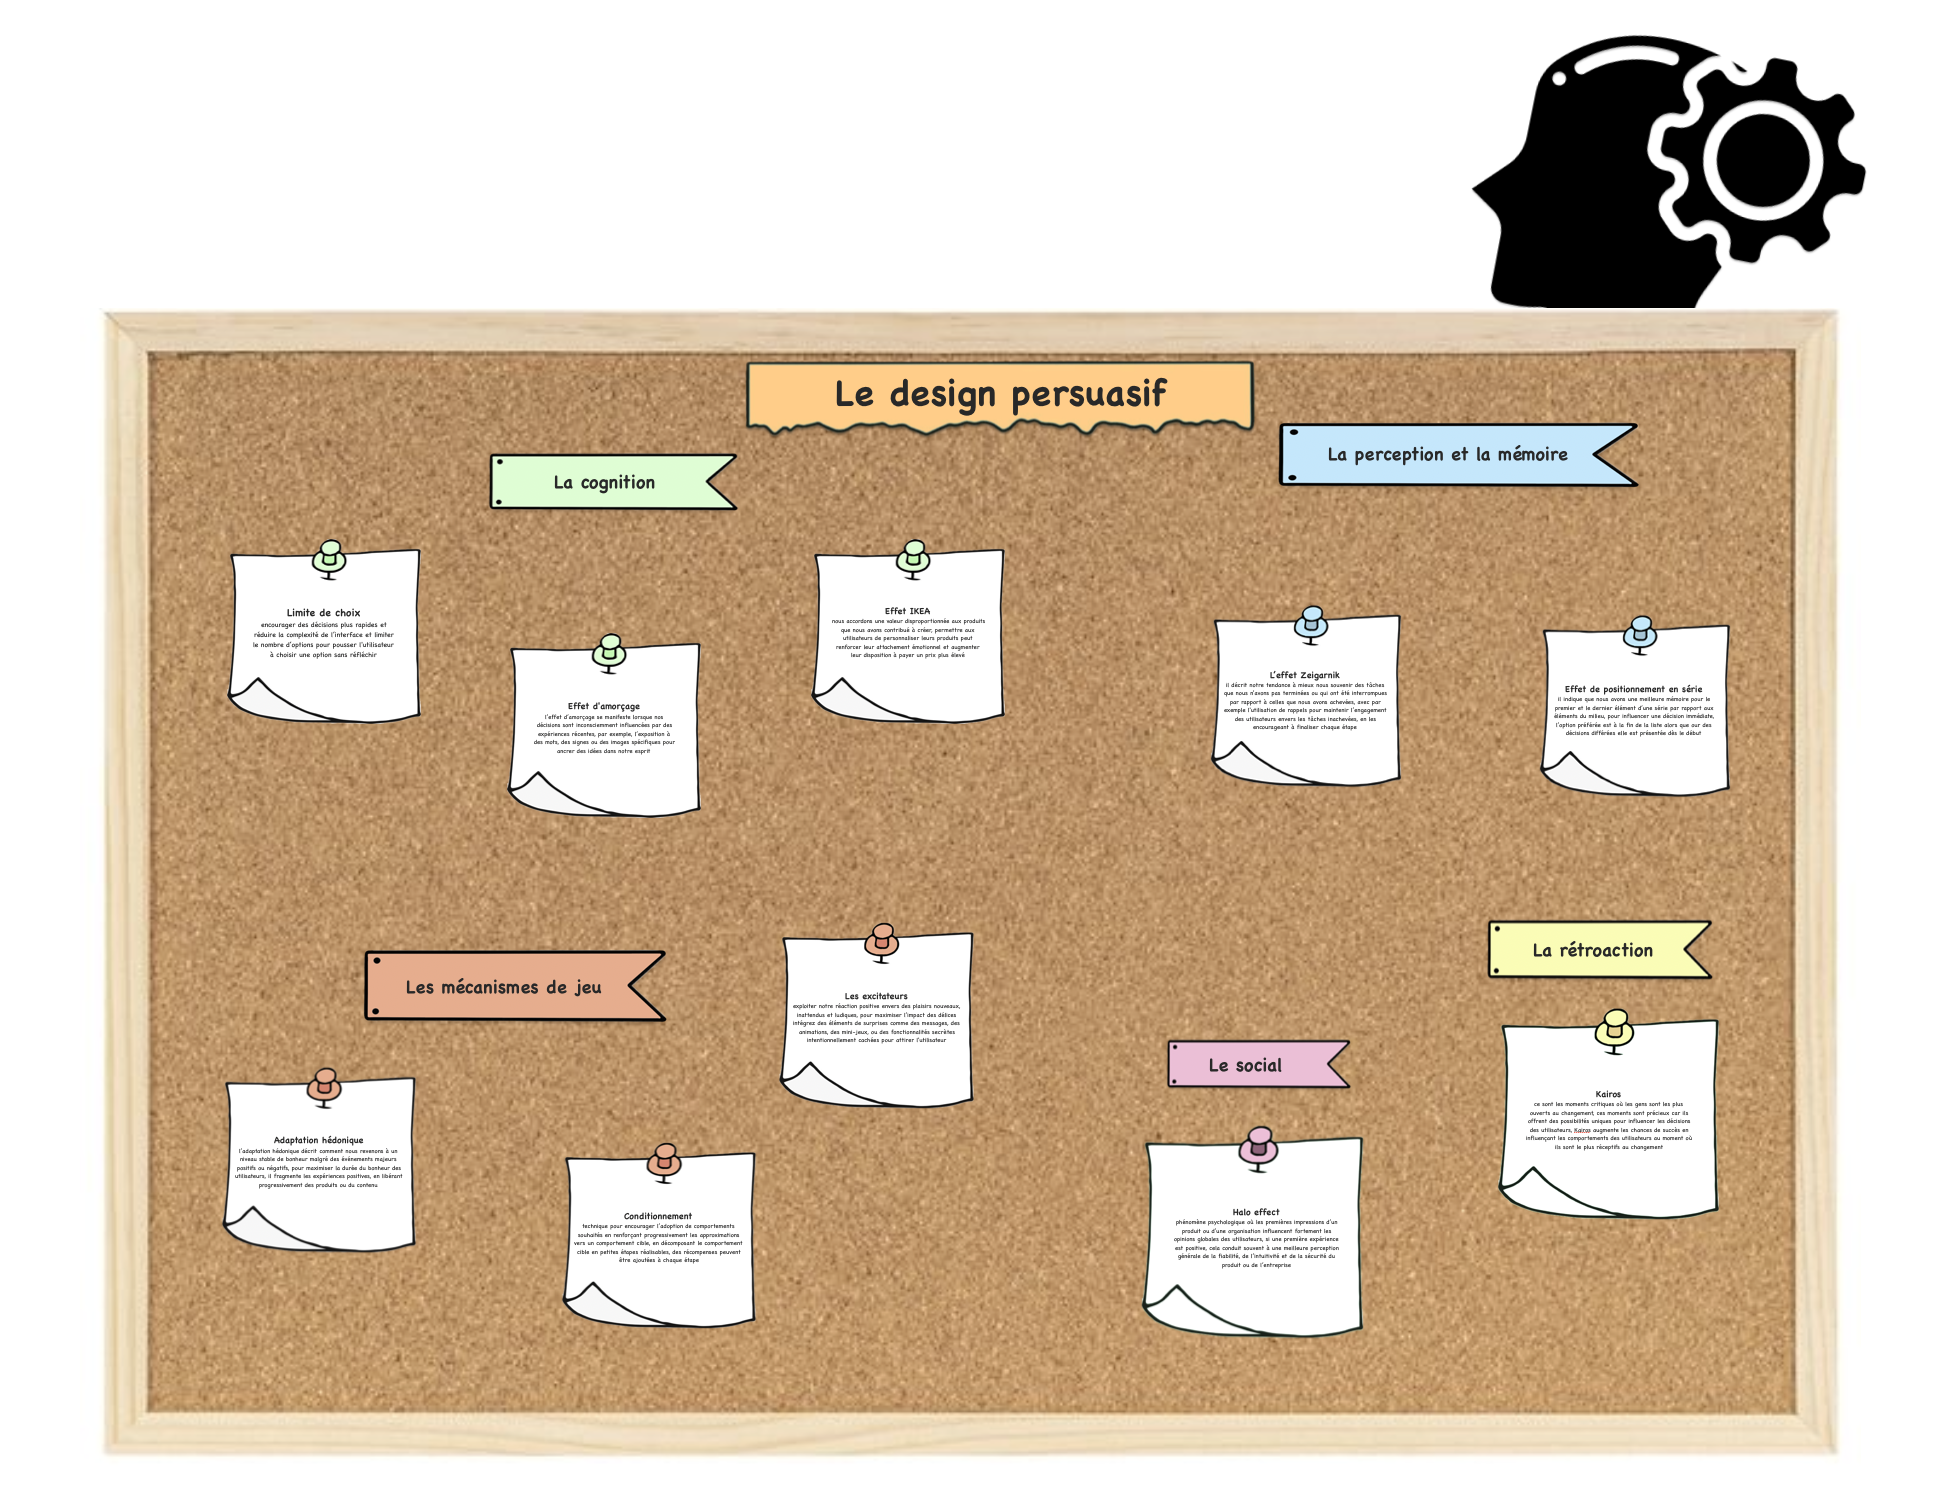 Le design persuasif
La cognition
La perception et la mémoire
Limite de choix
encourager des décisions plus rapides et
réduire la complexité de l'interface et limiter
le nombre d'options pour pousser l'utilisateur
à choisir une option sans réfléchir
Effet d'amorçage
l'effet d'amorçage se manifeste lorsque nos
décisions sont inconsciemment influencées par des
expériences récentes, par exemple, l'exposition à
des mots, des signes ou des images spécifiques pour
ancrer des idées dans notre esprit
Effet IKEA
nous accordons une valeur disproportionnée aux produits
que nous avons contribué à créer, permettre aux
utilisateurs de personnaliser leurs produits peut
renforcer leur attachement émotionnel et augmenter
leur disposition à payer un prix plus élevé
L'effet Zeigarnik
il décrit notre tendance à mieux nous souvenir des tâches
que nous n'avons pas terminées ou qui ont été interrompues
par rapport à celles que nous avons achevées, avec par
exemple l'utilisation de rappels pour maintenir l'engagement
des utilisateurs envers les tâches inachevées, en les
encourageant à finaliser chaque étape
Effet de positionnement en série
il indique que nous avons une meilleure mémoire pour le
premier et le dernier élément d'une série par rapport aux
éléments du milieu, pour influencer une décision immédiate,
l'option préférée est à la fin de la liste alors que our des
décisions différées elle est présentée dès le début
Les mécanismes de jeu
Les excitateurs
exploiter notre réaction positive envers des plaisirs nouveaux,
inattendus et ludiques, pour maximiser l'impact des délices
intégrez des éléments de surprises comme des messages, des
animations, des mini-jeux, ou des fonctionnalités secrètes
intentionnellement cachées pour attirer l'utilisateur
Adaptation hédonique
l'adaptation hédonique décrit comment nous revenons à un
niveau stable de bonheur malgré des événements majeurs
positifs ou négatifs, pour maximiser la durée du bonheur des
utilisateurs, il fragmente les expériences positives, en libérant
progressivement des produits ou du contenu
Conditionnement
technique pour encourager l'adoption de comportements
souhaités en renforçant progressivement les approximations
vers un comportement cible, en décomposant le comportement
cible en petites étapes réalisables, des récompenses peuvent
être ajoutées à chaque étape
Le social
Halo effect
phénomène psychologique où les premières impressions d'un
produit ou d'une organisation influencent fortement les
opinions globales des utilisateurs, si une première expérience
est positive, cela conduit souvent à une meilleure perception
générale de la fiabilité, de l'intuitivité et de la sécurité du
produit ou de l'entreprise
La rétroaction
Kairos
ce sont les moments critiques où les gens sont les plus
ouverts au changement, ces moments sont précieux car ils
offrent des possibilités uniques pour influencer les décisions
des utilisateurs, Kairos augmente les chances de succès en
influençant les comportements des utilisateurs au moment où
ils sont le plus réceptifs au changement